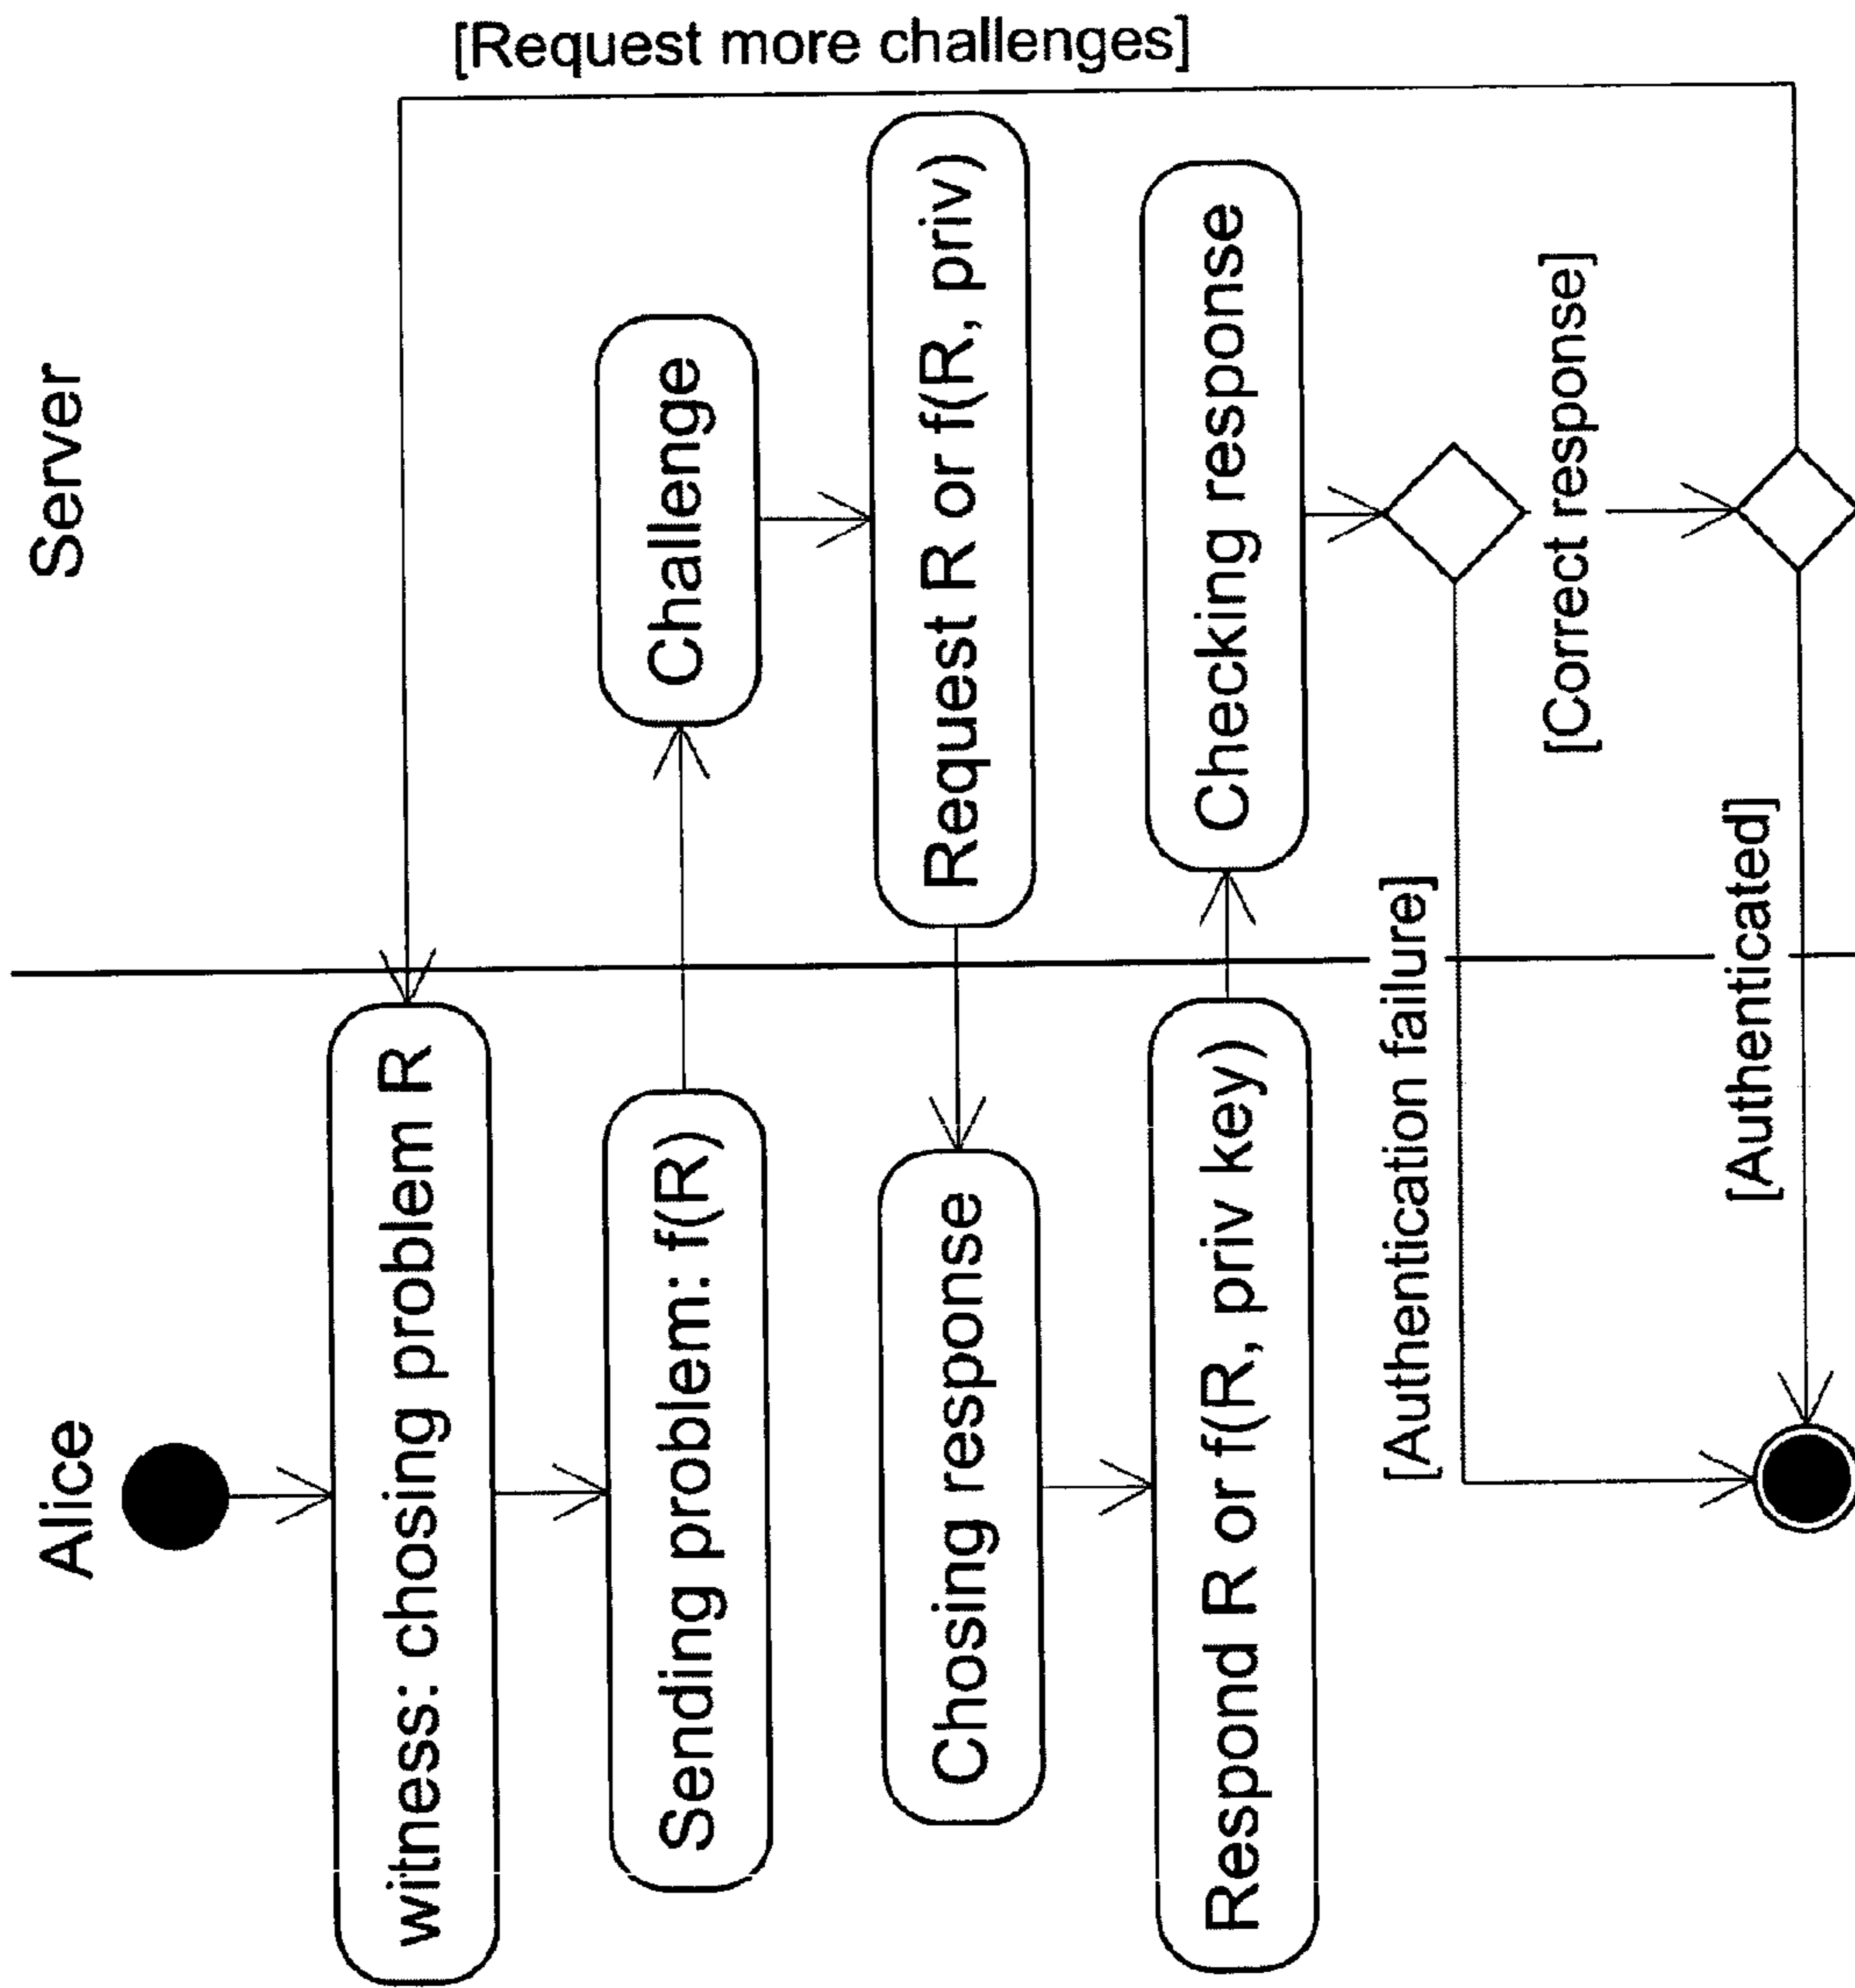 Alice
Server
witness: chosing problem R
[Request more challenges]
Sending problem: f(R)
Challenge
Request R or f(R, priv)
Chosing response
Respond R or f(R, priv key)
Checking response
[Authentication failure]
[Correct response]
[Authenticated]